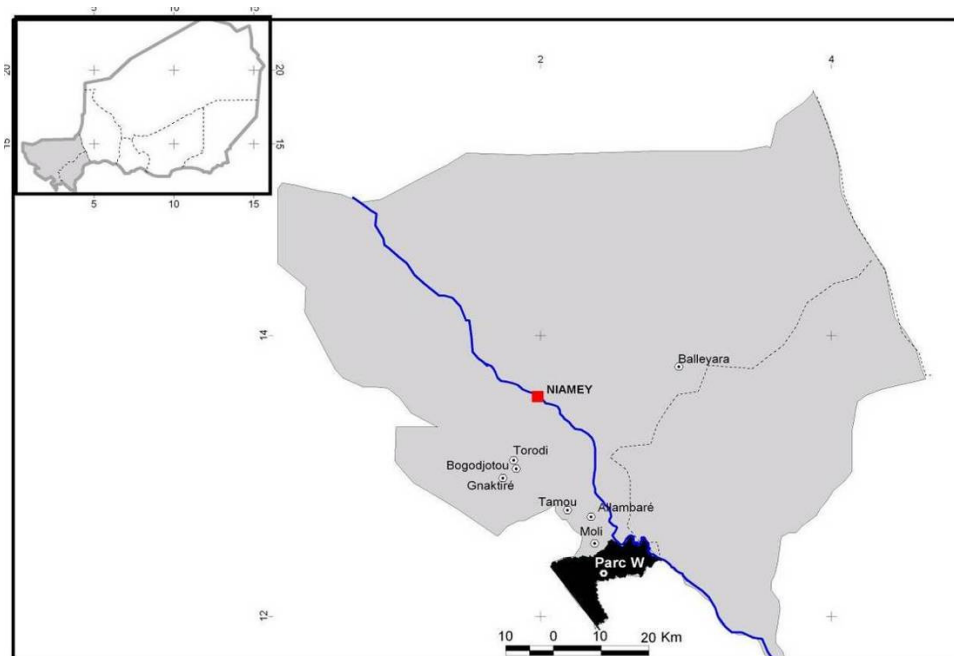 5 10 15
20 20
15 15
5 10 15
2 4
14
Balleyara
NIAMEY
Torodi
Bogodjotou
Gnaktiré
Tamou
Allambaré
Moli
Parc W
12
10 0 10 20 Km